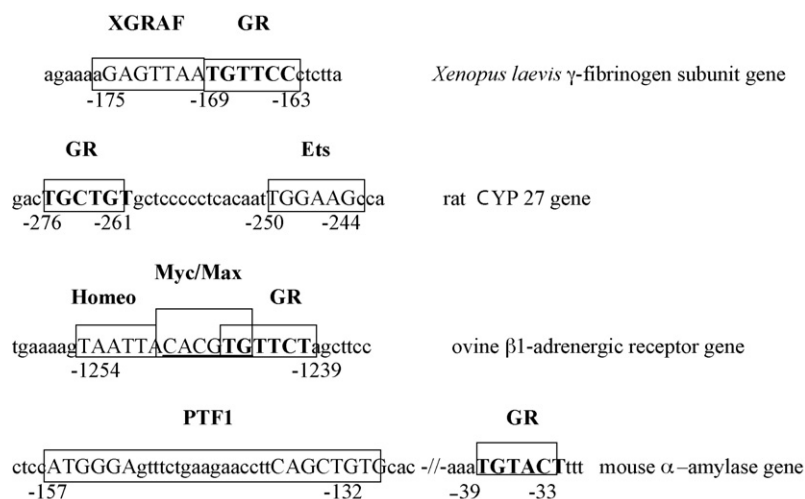 XGRAF GR
agaaaaGAGTTAATGTTCCctctta Xenopus laevis γ-fibrinogen subunit gene
-175 -169 -163
GR Ets
gacTGCTGTgctccccctcacaatTGGAAGcca rat CYP 27 gene
-276 -261 -250 -244
Myc/Max
Homeo GR
tgaaaagTAATTACACGTGTTCTagcttcc ovine β1-adrenergic receptor gene
-1254 -1239
PTF1 GR
ctccATGGGAgtttctgaagaaccttCAGCTGTGcac -//-aaaTGTACTttt mouse α–amylase gene
-157 -132 –39 -33